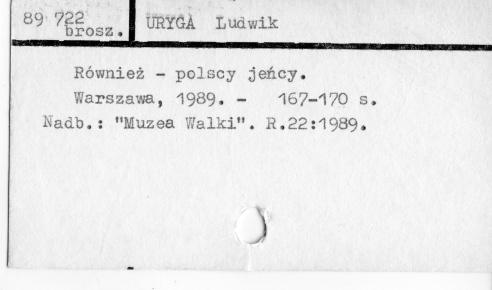 89 722 URYGA Ludwik
brosz.
Również - polscy jeńcy.
Warszawa, 1989. - 167-170 s.
Nadb.: "Muzea Walki". R.22:1989.